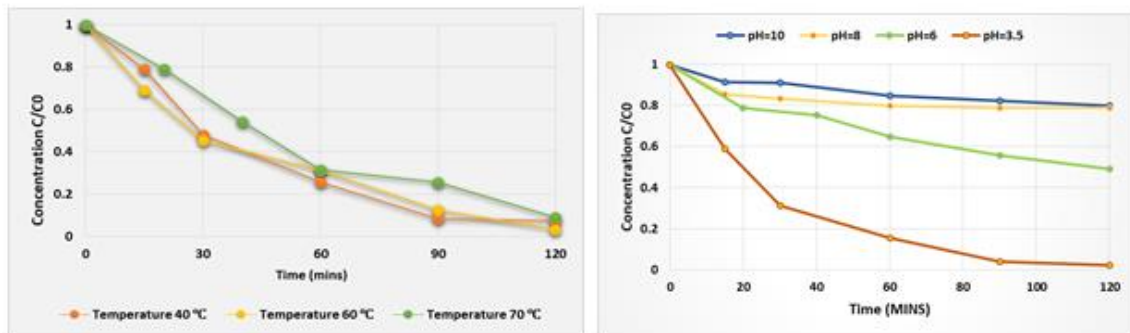 1
0.8
0.6
0.4
0.2
0
Concentration C/C0
0 30 60 90 120
Time (mins)
Temperature 40 ℃ Temperature 60 ℃ Temperature 70 ℃
pH=10 pH=8 pH=6 pH=3.5
1
0.8
0.6
0.4
0.2
0
Concentration C/C0
0 20 40 60 80 100 120
Time (MINS)